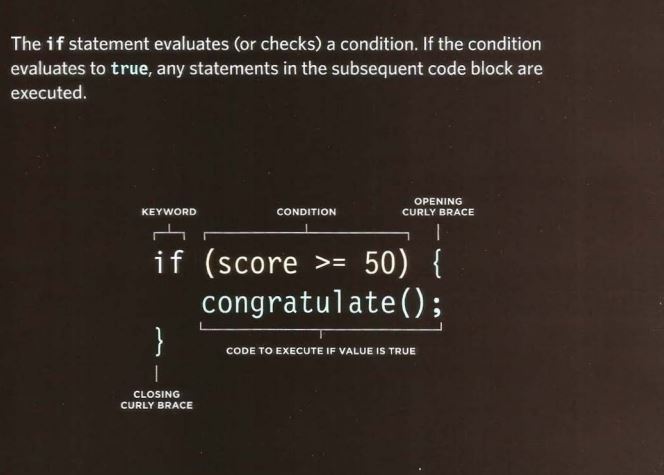 The if statement evaluates (or checks) a condition. If the condition
evaluates to true, any statements in the subsequent code block are
executed.
KEYWORD
CONDITION
OPENING
CURLY BRACE
if (score >= 50) {
congratulate();
}
CODE TO EXECUTE IF VALUE IS TRUE
CLOSING
CURLY BRACE